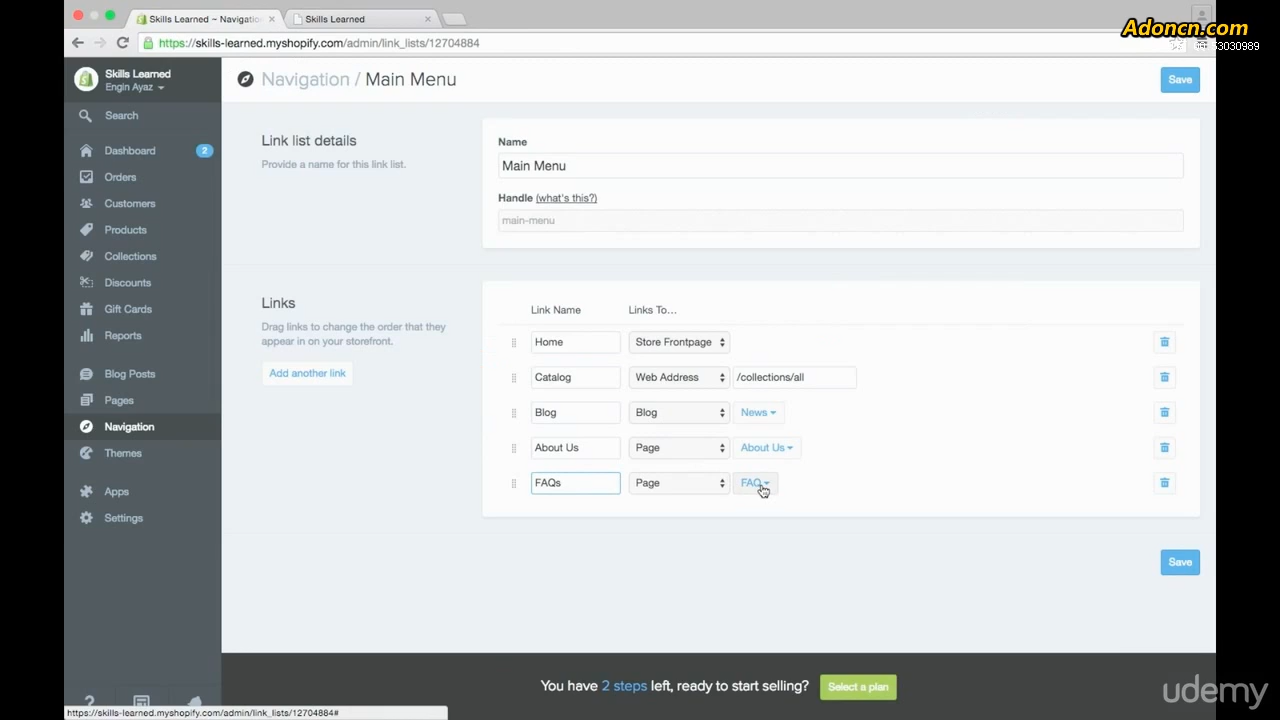 Skills Learned ~ Navigatio
Skills Learned
Adoncn.com
https://skills-learned.myshopify.com/admin/link_lists/12704884
53030989
Skills Learned
Engin Ayaz
Navigation / Main Menu
Save
Search
Dashboard
2
Orders
Customers
Products
Collections
Discounts
Gift Cards
Reports
Blog Posts
Pages
Navigation
Themes
Apps
Settings
Link list details
Provide a name for this link list.
Name
Main Menu
Handle (what's this?)
main-menu
Links
Drag links to change the order that they
appear in on your storefront.
Add another link
Link Name Links To...
Home Store Frontpage
Catalog Web Address /collections/all
Blog Blog News
About Us Page About Us
FAQs Page FAQ
Save
You have 2 steps left, ready to start selling? Select a plan
https://skills-learned.myshopify.com/admin/link_lists/12704884#
udemy